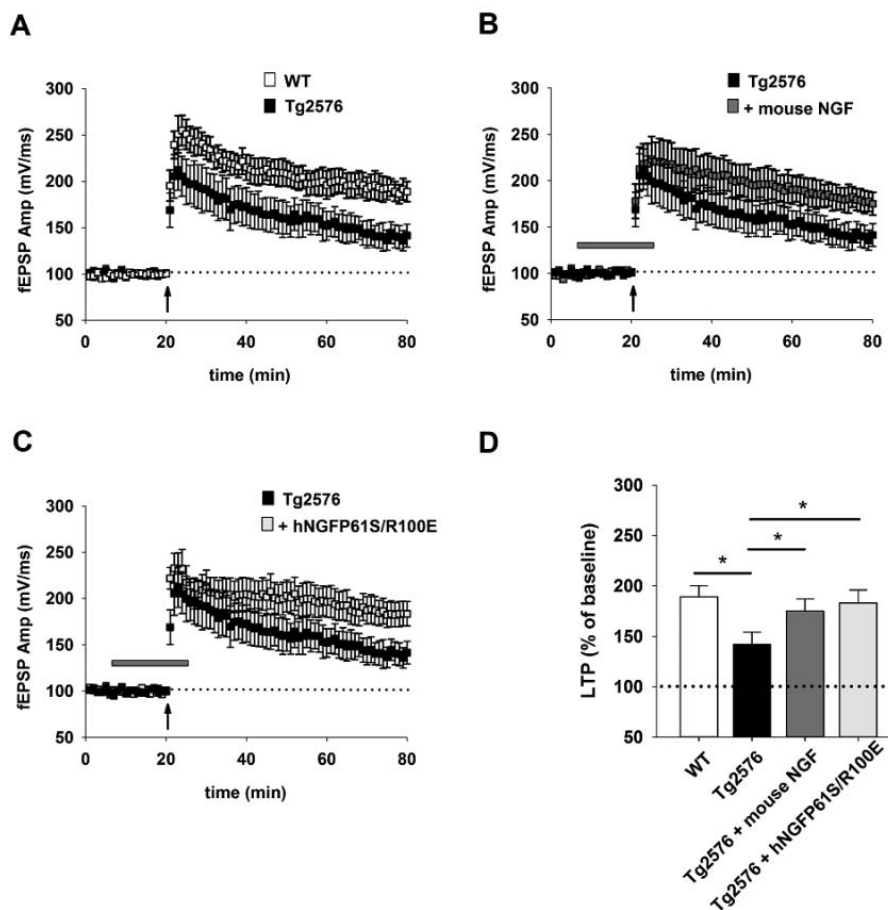 A
WT
Tg2576
fEPSP Amp (mV/ms)
300
250
200
150
100
50
0
20
40
60
80
time (min)
B
Tg2576
+ mouse NGF
fEPSP Amp (mV/ms)
300
250
200
150
100
50
0
20
40
60
80
time (min)
C
Tg2576
+ hNGFP61S/R100E
fEPSP Amp (mV/ms)
300
250
200
150
100
50
0
20
40
60
80
time (min)
D
LTP (% of baseline)
300
250
200
150
100
50
*
*
*
WT
Tg2576
Tg2576 + mouse NGF
Tg2576 + hNGFP61S/R100E